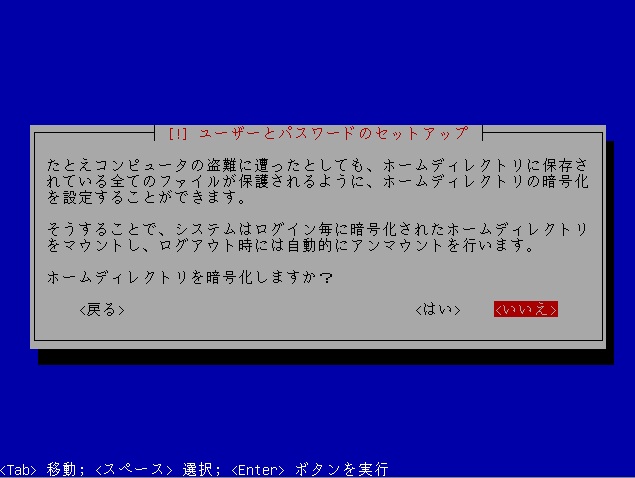 [!] ユーザーとパスワードのセットアップ
たとえコンピュータの盗難に遭ったとしても、ホームディレクトリに保存さ
れている全てのファイルが保護されるように、ホームディレクトリの暗号化
を設定することができます。
そうすることで、システムはログイン毎に暗号化されたホームディレクトリ
をマウントし、ログアウト時には自動的にアンマウントを行います。
ホームディレクトリを暗号化しますか?
<戻る> <はい> <いいえ>
<Tab> 移動; <スペース> 選択; <Enter> ボタンを実行